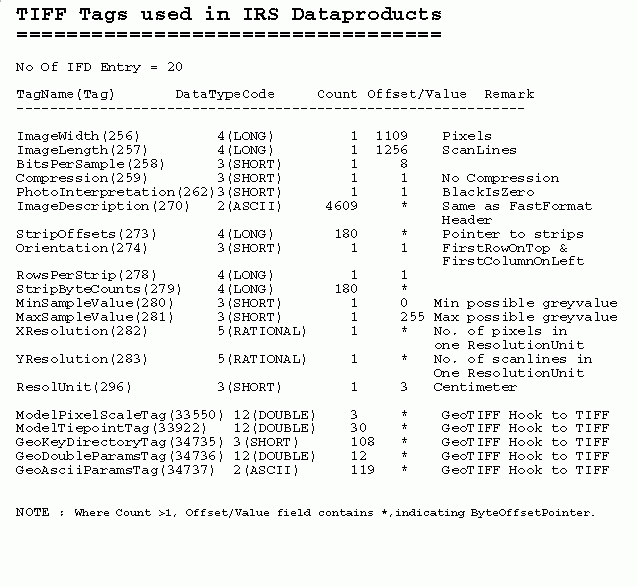 TIFF Tags used in IRS Dataproducts
==================================
No Of IFD Entry = 20
TagName(Tag) DataTypeCode Count Offset/Value Remark
-------------------------------------------------------------
ImageWidth(256) 4(LONG) 1 1109 Pixels
ImageLength(257) 4(LONG) 1 1256 ScanLines
BitsPerSample(258) 3(SHORT) 1 8
Compression(259) 3(SHORT) 1 1 No Compression
PhotoInterpretation(262)3(SHORT) 1 1 BlackIsZero
ImageDescription(270) 2(ASCII) 4609 * Same as FastFormat
Header
StripOffsets(273) 4(LONG) 180 * Pointer to strips
Orientation(274) 3(SHORT) 1 1 FirstRowOnTop &
FirstColumnOnLeft
RowsPerStrip(278) 4(LONG) 1 1
StripByteCounts(279) 4(LONG) 180 *
MinSampleValue(280) 3(SHORT) 1 0 Min possible greyvalue
MaxSampleValue(281) 3(SHORT) 1 255 Max possible greyvalue
XResolution(282) 5(RATIONAL) 1 * No. of pixels in
one ResolutionUnit
YResolution(283) 5(RATIONAL) 1 * No. of scanlines in
One ResolutionUnit
ResolUnit(296) 3(SHORT) 1 3 Centimeter
ModelPixelScaleTag(33550) 12(DOUBLE) 3 * GeoTIFF Hook to TIFF
ModelTiepointTag(33922) 12(DOUBLE) 30 * GeoTIFF Hook to TIFF
GeoKeyDirectoryTag(34735) 3(SHORT) 108 * GeoTIFF Hook to TIFF
GeoDoubleParamsTag(34736) 12(DOUBLE) 12 * GeoTIFF Hook to TIFF
GeoAsciiParamsTag(34737) 2(ASCII) 119 * GeoTIFF Hook to TIFF
NOTE : Where Count >1, Offset/Value field contains *,indicating ByteOffsetPointer.